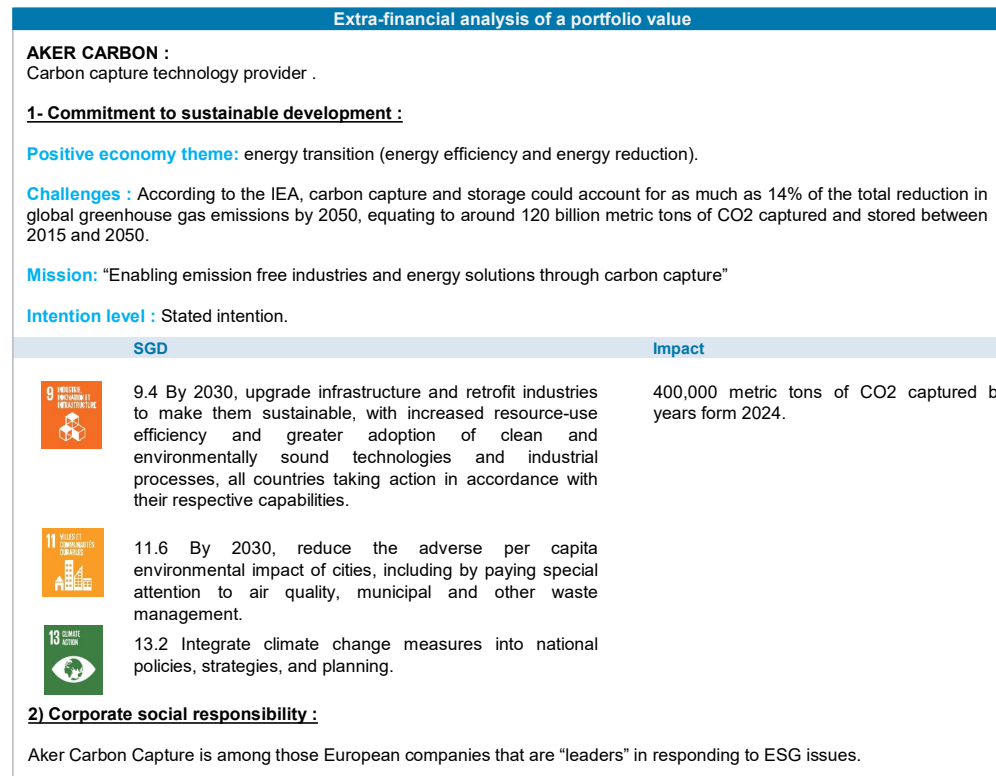 Extra-financial analysis of a portfolio value
AKER CARBON :
Carbon capture technology provider .
1- Commitment to sustainable development :
Positive economy theme: energy transition (energy efficiency and energy reduction).
Challenges : According to the IEA, carbon capture and storage could account for as much as 14% of the total reduction in
global greenhouse gas emissions by 2050, equating to around 120 billion metric tons of CO2 captured and stored between
2015 and 2050.
Mission: “Enabling emission free industries and energy solutions through carbon capture”
Intention level : Stated intention.
SGD Impact
9 INDUSTRIE,
INNOVATION ET
INFRASTRUCTURE
9.4 By 2030, upgrade infrastructure and retrofit industries
to make them sustainable, with increased resource-use
efficiency and greater adoption of clean and
environmentally sound technologies and industrial
processes, all countries taking action in accordance with
their respective capabilities.
400,000 metric tons of CO2 captured b
years form 2024.
11 VILLES ET
COMMUNAUTÉS
DURABLES
11.6 By 2030, reduce the adverse per capita
environmental impact of cities, including by paying special
attention to air quality, municipal and other waste
management.
13 CLIMATE
ACTION
13.2 Integrate climate change measures into national
policies, strategies, and planning.
2) Corporate social responsibility :
Aker Carbon Capture is among those European companies that are “leaders” in responding to ESG issues.